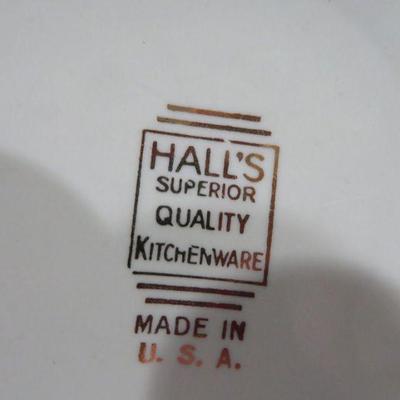 HALL'S
SUPERIOR
QUALITY
KITCHENWARE
MADE IN
U. S. A.